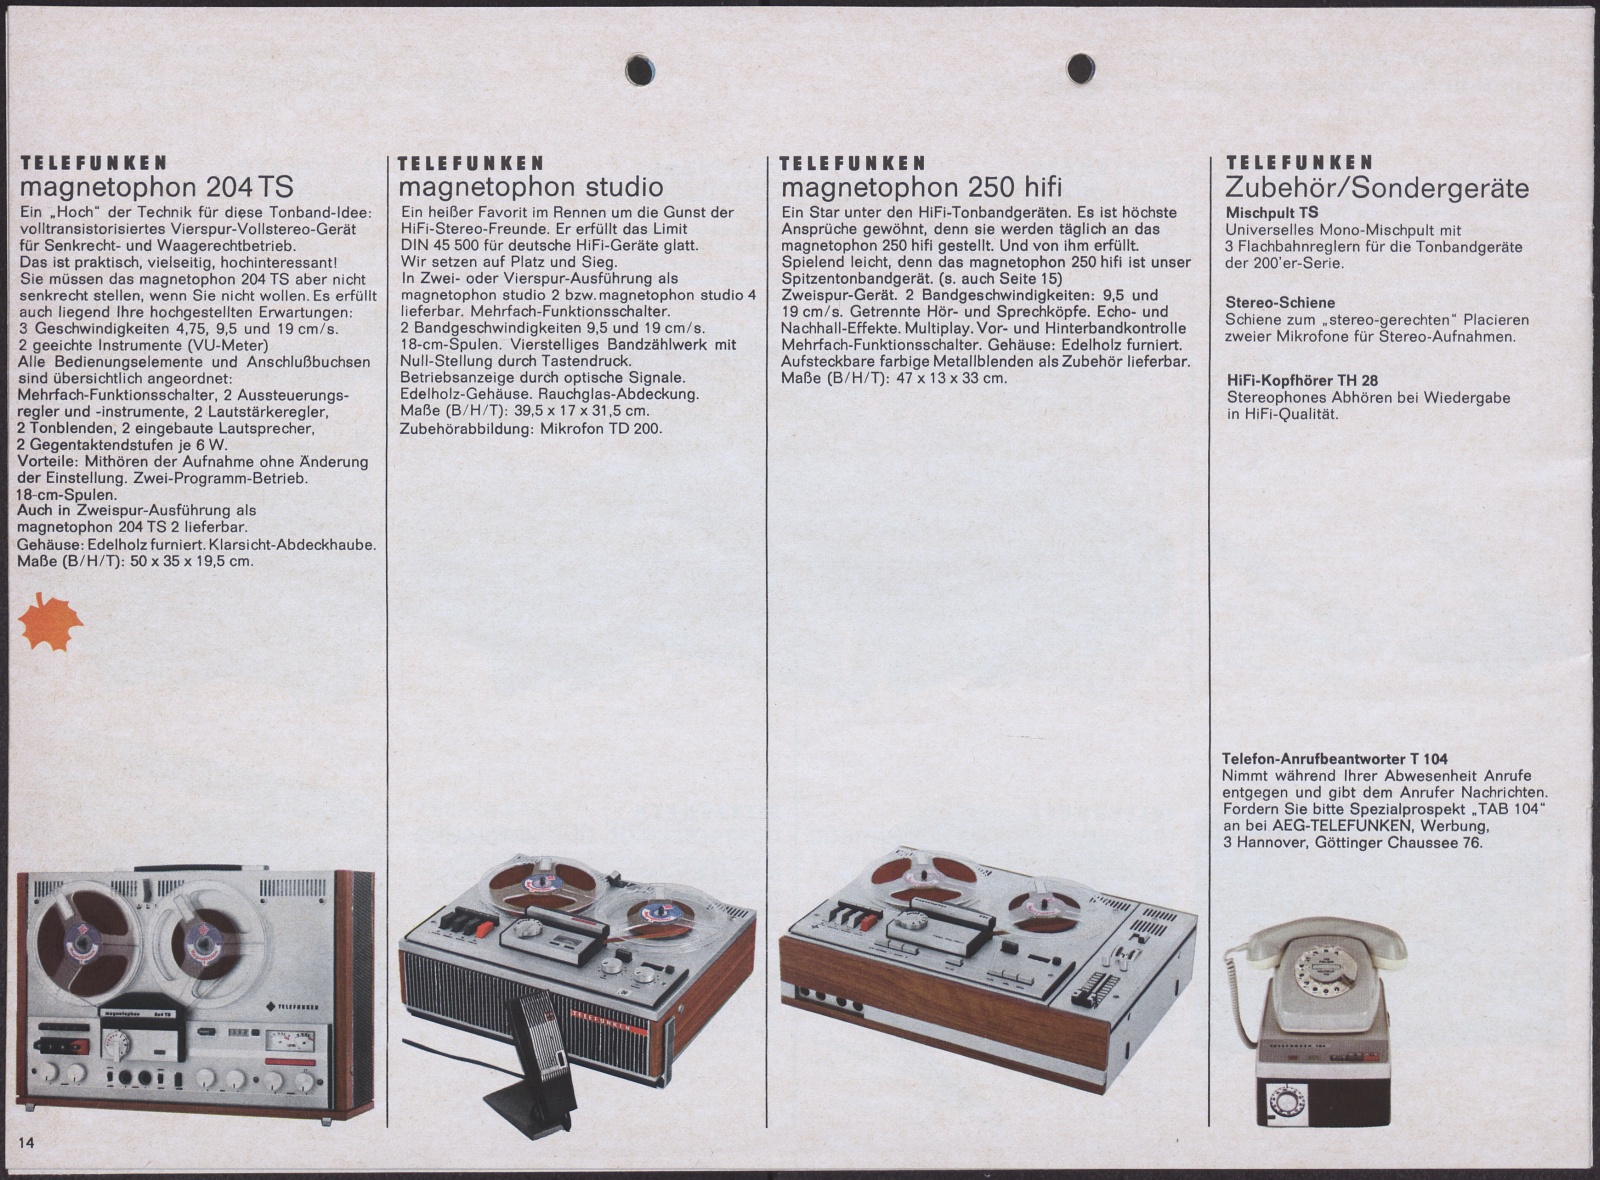 TELEFUNKEN
magnetophon 204 TS
Ein „Hoch“ der Technik für diese Tonband-Idee:
volltransistorisiertes Vierspur-Vollstereo-Gerät
für Senkrecht- und Waagerechtbetrieb.
Das ist praktisch, vielseitig, hochinteressant!
Sie müssen das magnetophon 204 TS aber nicht
senkrecht stellen, wenn Sie nicht wollen. Es erfüllt
auch liegend Ihre hochgestellten Erwartungen:
3 Geschwindigkeiten 4,75, 9,5 und 19 cm/s.
2 geeichte Instrumente (VU-Meter)
Alle Bedienungselemente und Anschlußbuchsen
sind übersichtlich angeordnet:
Mehrfach-Funktionsschalter, 2 Aussteuerungs-
regler und -instrumente, 2 Lautstärkeregler,
2 Tonblenden, 2 eingebaute Lautsprecher,
2 Gegentaktendstufen je 6 W.
Vorteile: Mithören der Aufnahme ohne Änderung
der Einstellung. Zwei-Programm-Betrieb.
18-cm-Spulen.
Auch in Zweispur-Ausführung als
magnetophon 204 TS 2 lieferbar.
Gehäuse: Edelholz furniert. Klarsicht-Abdeckhaube.
Maße (B/H/T): 50 x 35 x 19,5 cm.
TELEFUNKEN
magnetophon 204 TS
14
TELEFUNKEN
magnetophon studio
Ein heißer Favorit im Rennen um die Gunst der
HiFi-Stereo-Freunde. Er erfüllt das Limit
DIN 45 500 für deutsche HiFi-Geräte glatt.
Wir setzen auf Platz und Sieg.
In Zwei- oder Vierspur-Ausführung als
magnetophon studio 2 bzw. magnetophon studio 4
lieferbar. Mehrfach-Funktionsschalter.
2 Bandgeschwindigkeiten 9,5 und 19 cm/s.
18-cm-Spulen. Vierstelliges Bandzählwerk mit
Null-Stellung durch Tastendruck.
Betriebsanzeige durch optische Signale.
Edelholz-Gehäuse. Rauchglas-Abdeckung.
Maße (B/H/T): 39,5 x 17 x 31,5 cm.
Zubehörabbildung: Mikrofon TD 200.
TELEFUNKEN
TELEFUNKEN
magnetophon 250 hifi
Ein Star unter den HiFi-Tonbandgeräten. Es ist höchste
Ansprüche gewöhnt, denn sie werden täglich an das
magnetophon 250 hifi gestellt. Und von ihm erfüllt.
Spielend leicht, denn das magnetophon 250 hifi ist unser
Spitzentonbandgerät. (s. auch Seite 15)
Zweispur-Gerät. 2 Bandgeschwindigkeiten: 9,5 und
19 cm/s. Getrennte Hör- und Sprechköpfe. Echo- und
Nachhall-Effekte. Multiplay. Vor- und Hinterbandkontrolle
Mehrfach-Funktionsschalter. Gehäuse: Edelholz furniert.
Aufsteckbare farbige Metallblenden als Zubehör lieferbar.
Maße (B/H/T): 47 x 13 x 33 cm.
TELEFUNKEN
Zubehör/Sondergeräte
Mischpult TS
Universelles Mono-Mischpult mit
3 Flachbahnreglern für die Tonbandgeräte
der 200'er-Serie.
Stereo-Schiene
Schiene zum „stereo-gerechten“ Placieren
zweier Mikrofone für Stereo-Aufnahmen.
HiFi-Kopfhörer TH 28
Stereophones Abhören bei Wiedergabe
in HiFi-Qualität.
Telefon-Anrufbeantworter T 104
Nimmt während Ihrer Abwesenheit Anrufe
entgegen und gibt dem Anrufer Nachrichten.
Fordern Sie bitte Spezialprospekt „TAB 104“
an bei AEG-TELEFUNKEN, Werbung,
3 Hannover, Göttinger Chaussee 76.
TELEFUNKEN 104